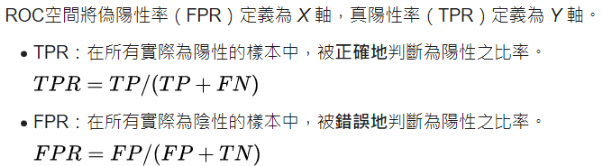 ROC空間將偽陽性率（FPR）定義為 X 軸，真陽性率（TPR）定義為 Y 軸。
• TPR：在所有實際為陽性的樣本中，被正確地判斷為陽性之比率。
TPR = TP/(TP + FN)
• FPR：在所有實際為陰性的樣本中，被錯誤地判斷為陽性之比率。
FPR = FP/(FP + TN)